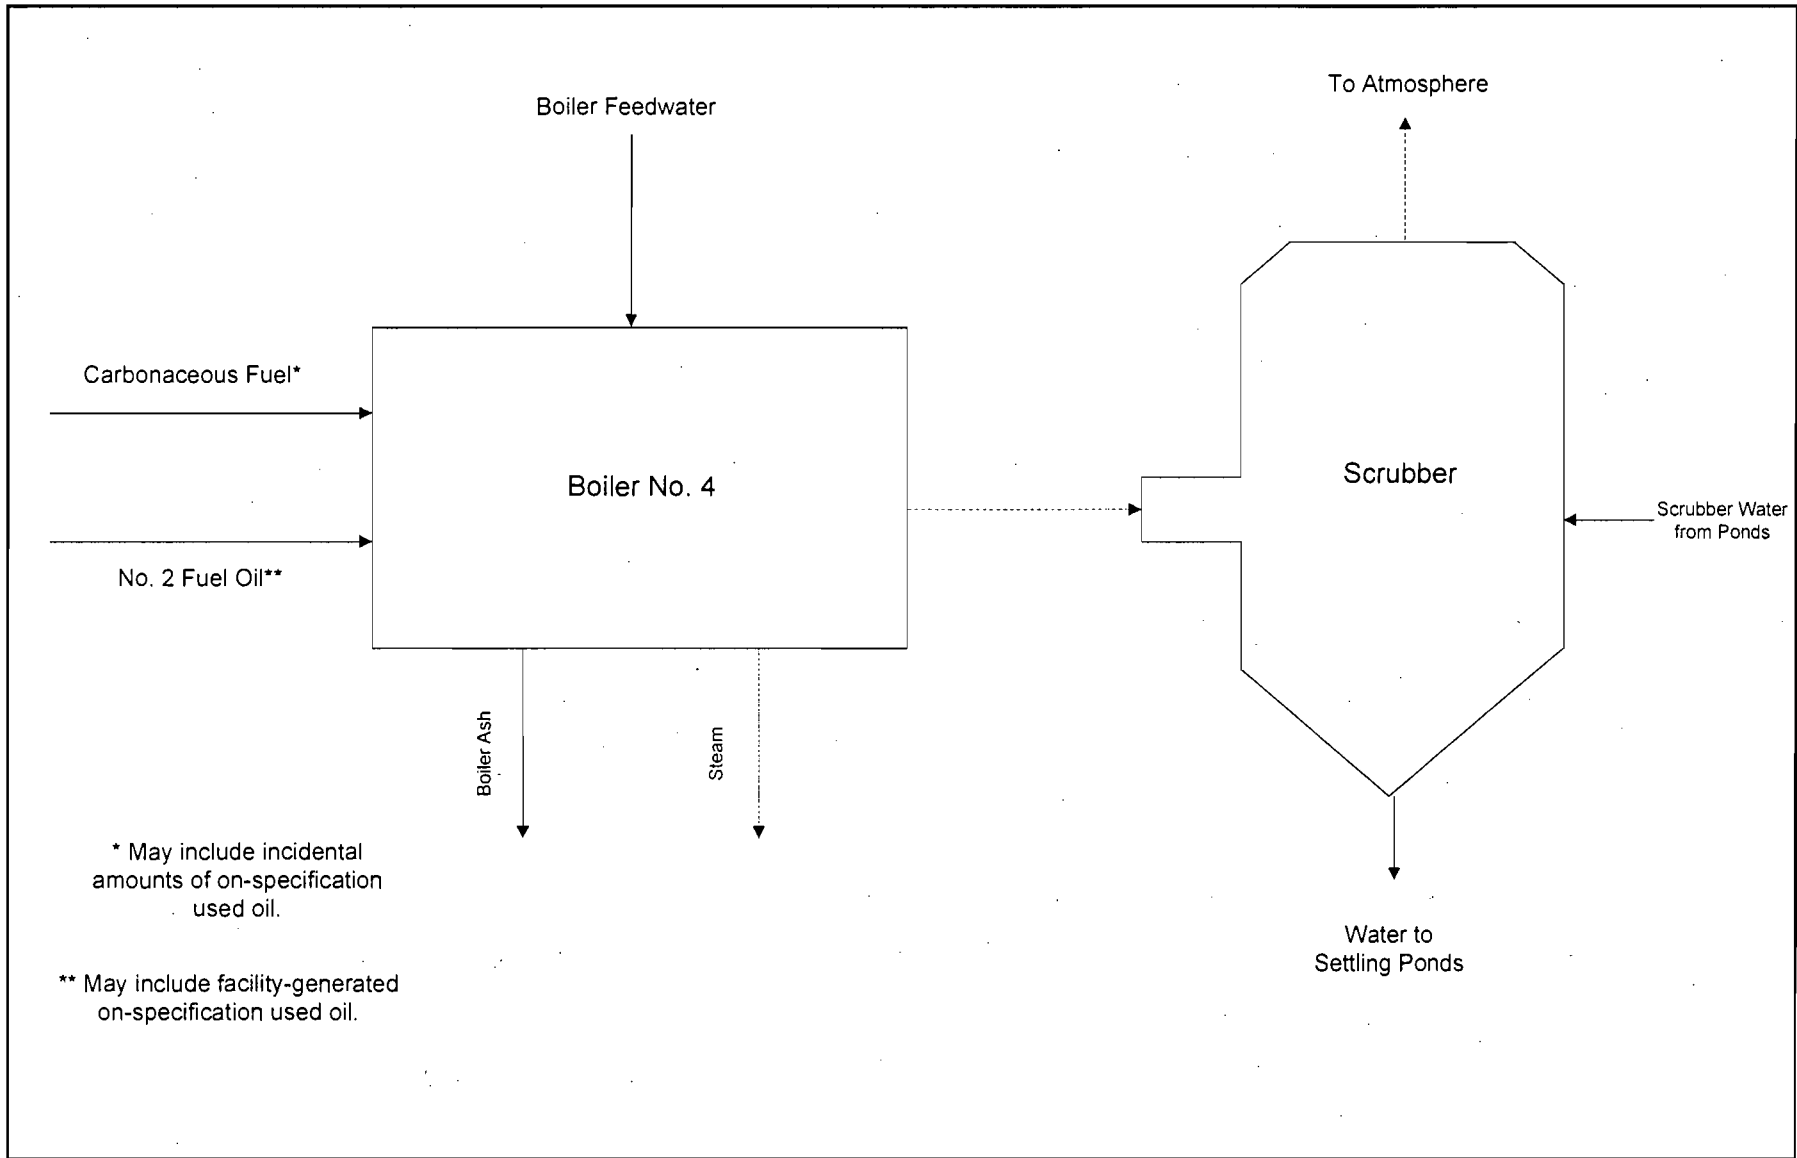 To Atmosphere
Boiler Feedwater
Carbonaceous Fuel*
Boiler No. 4
Scrubber
Scrubber Water
from Ponds
No. 2 Fuel Oil**
Boiler Ash
Steam
* May include incidental
amounts of on-specification
used oil.
Water to
Settling Ponds
** May include facility-generated
on-specification used oil.